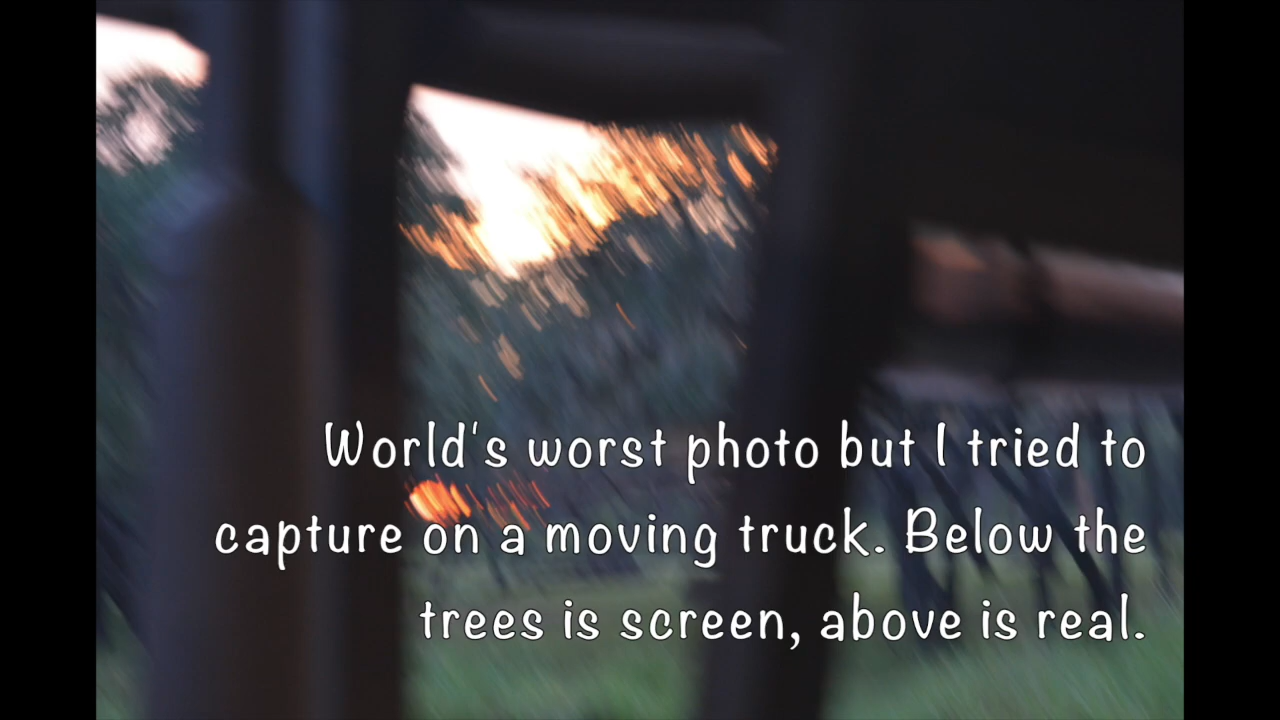 World's worst photo but I tried to
capture on a moving truck. Below the
trees is screen, above is real.